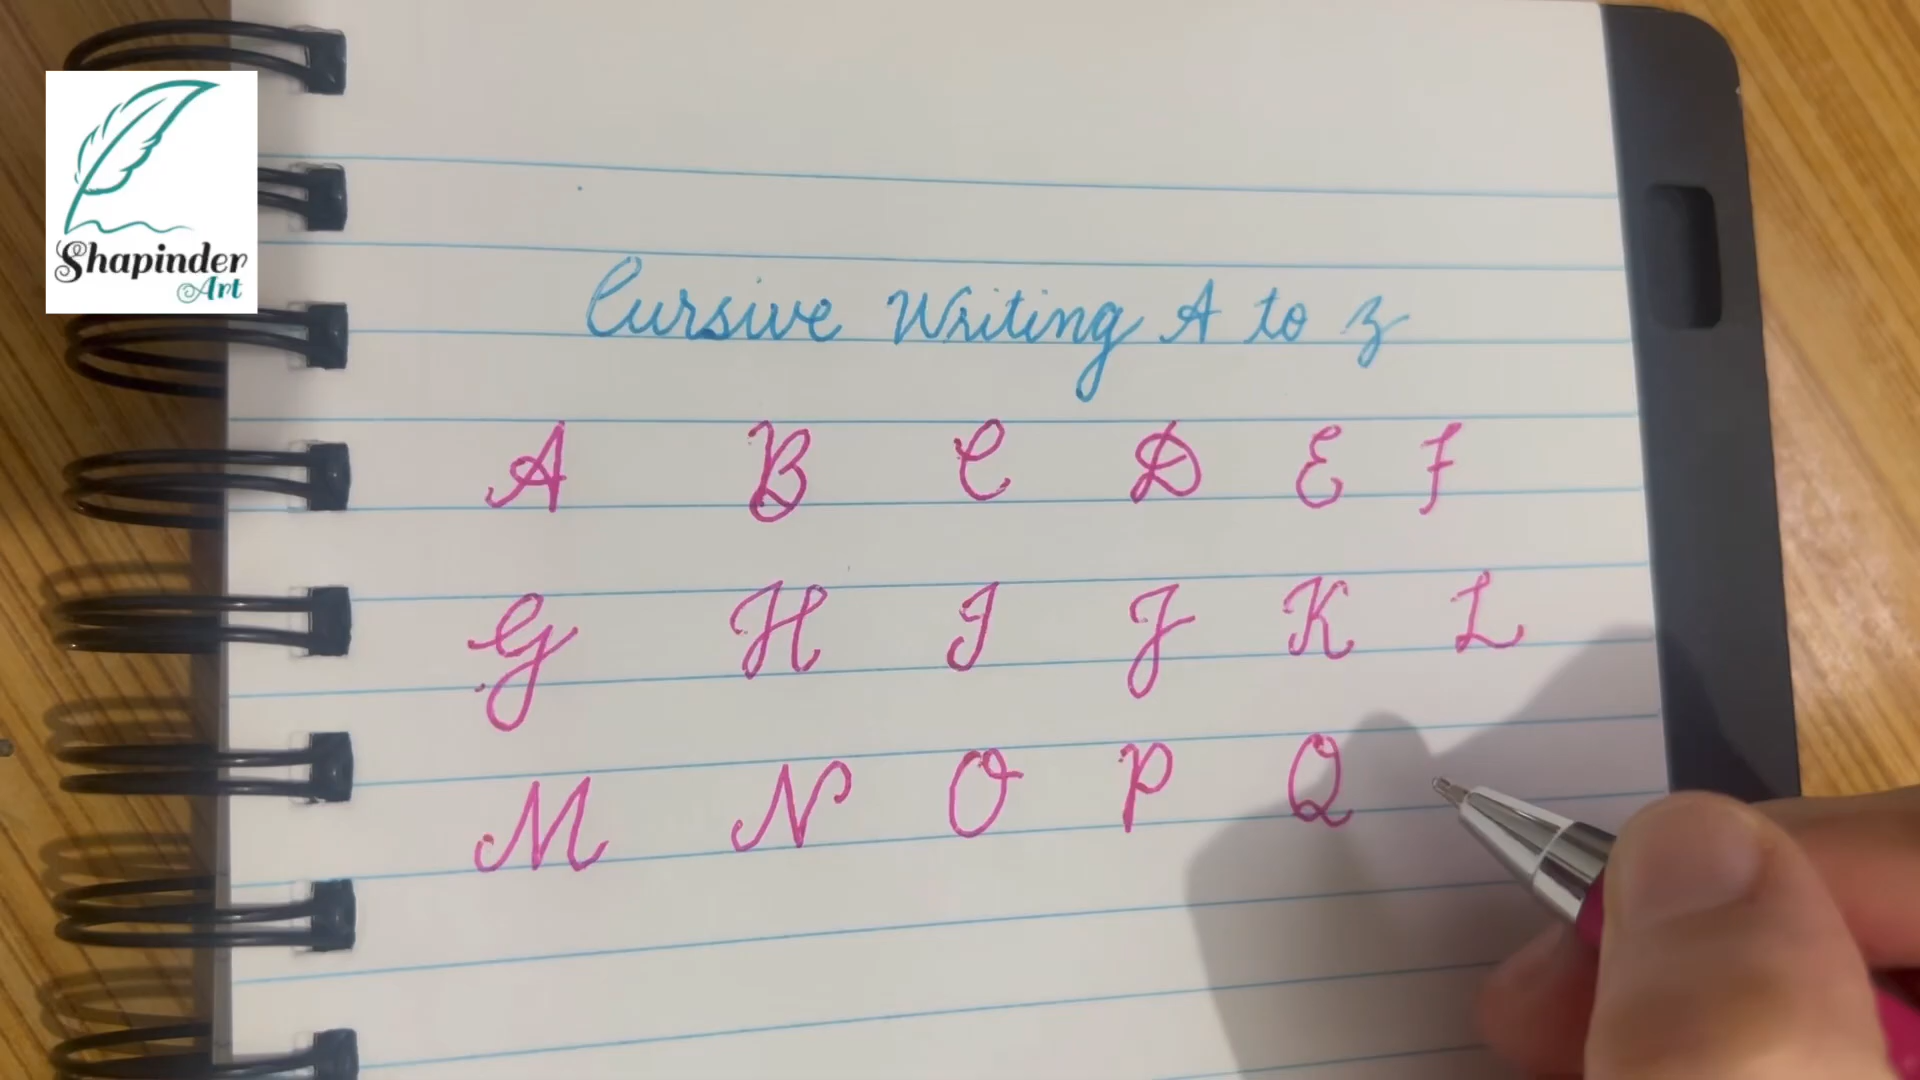 Shapinder
Art
Cursive Writing A to z
A B C D E F
G H I J K L
M N O P Q